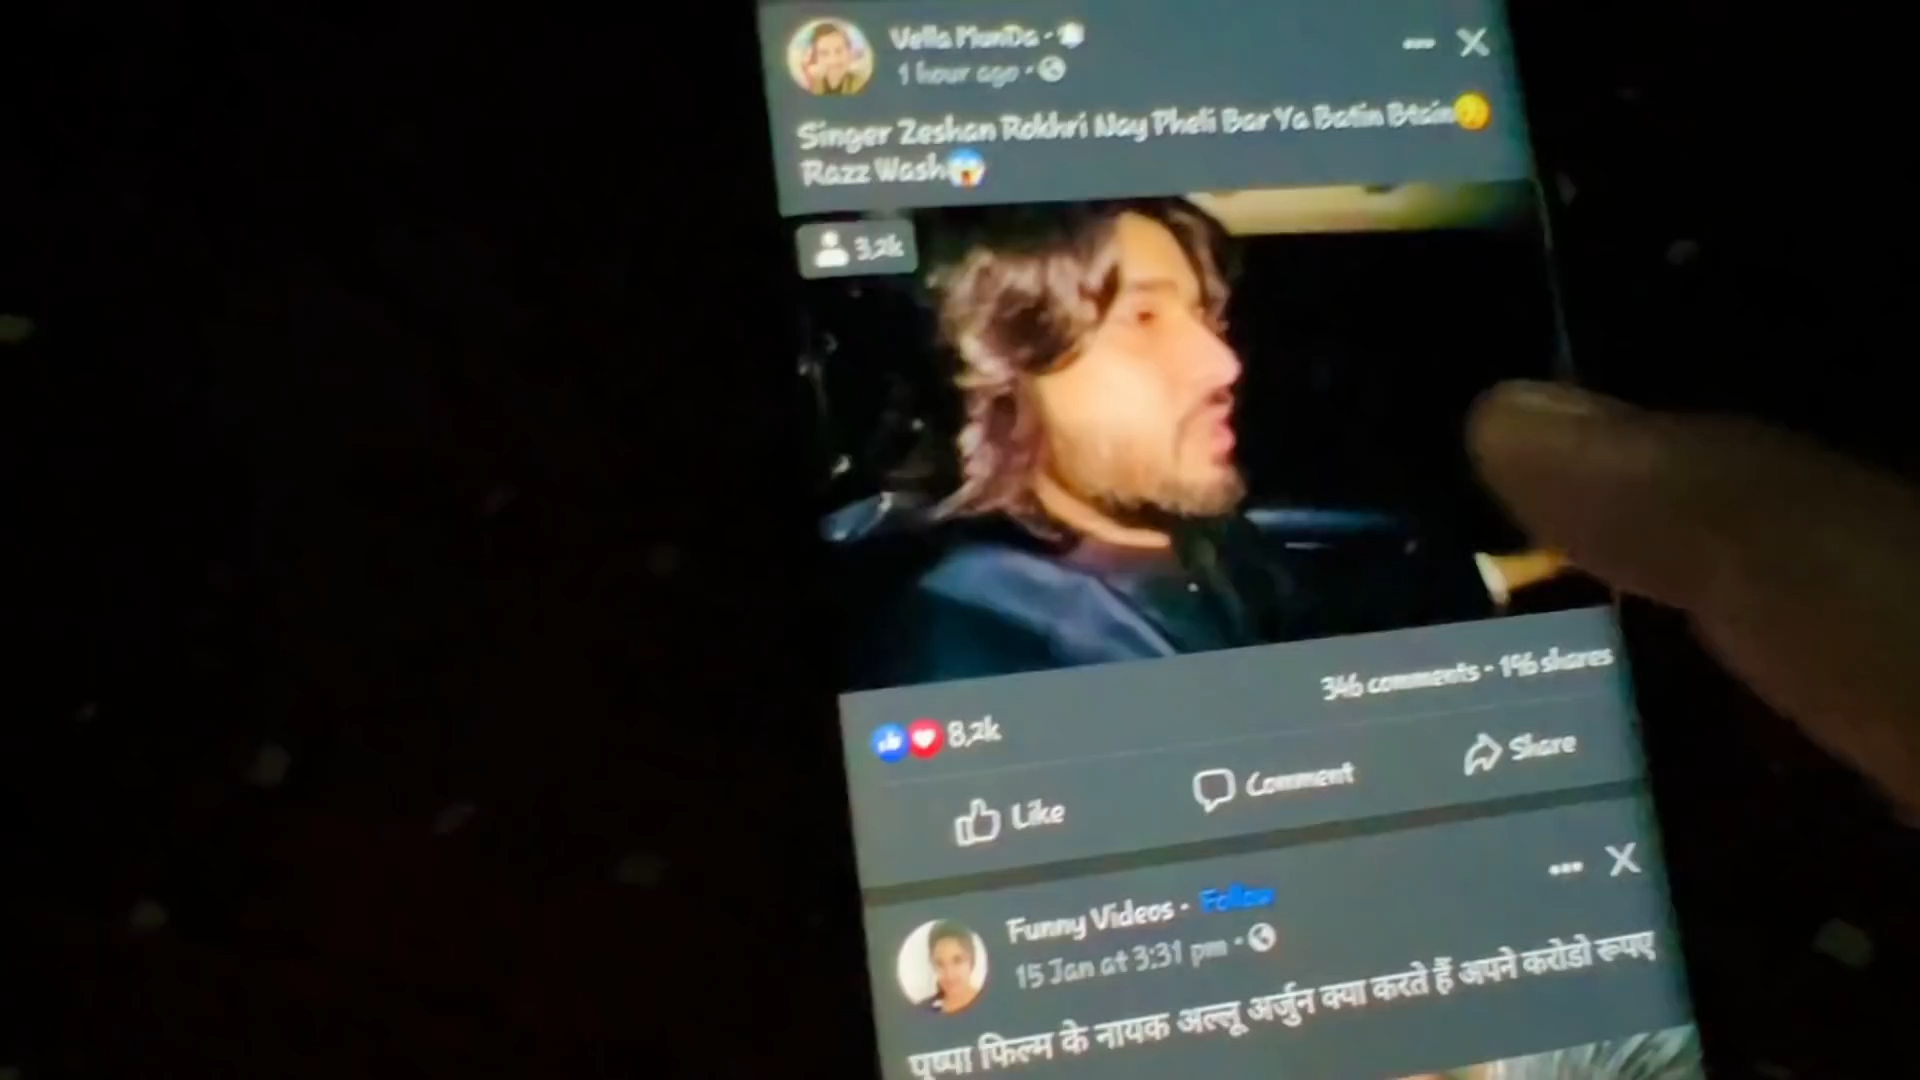 Vella MunDa ·
1 hour ago ·
Singer Zeshan Rokhri Nay Pheli Bar Ya Batin Btain
Razz Wash
3,2k
8,2k
346 comments · 196 shares
Like
Comment
Share
Funny Videos · Follow
15 Jan at 3:31 pm ·
पुष्पा फिल्म के नायक अल्लू अर्जुन क्या करते हैं अपने करोडो रूपए